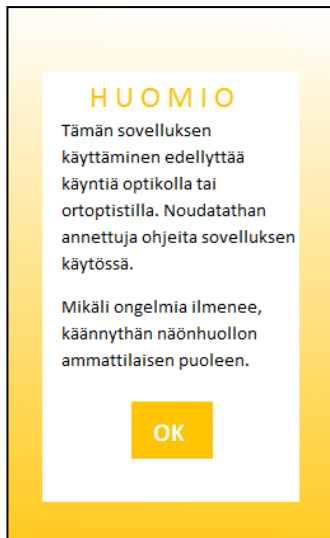 HUOMIO
Tämän sovelluksen
käyttäminen edellyttää
käyntiä optikolla tai
ortoptistilla. Noudatathan
annettuja ohjeita sovelluksen
käytössä.
Mikäli ongelmia ilmenee,
käännythän näönhuollon
ammattilaisen puoleen.
OK